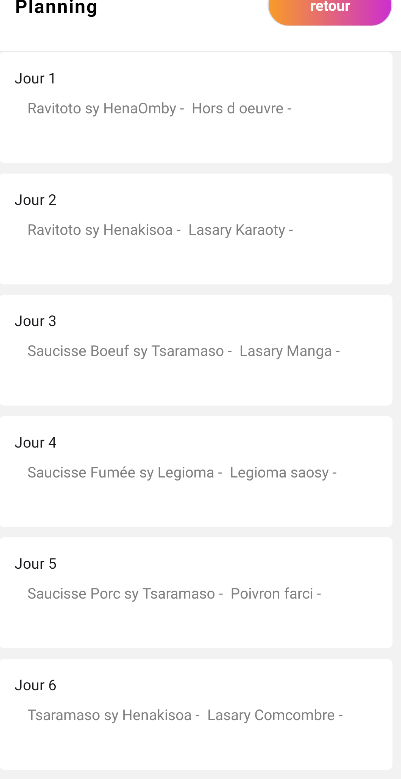 Planning
retour
Jour 1
Ravitoto sy HenaOmby - Hors d oeuvre -
Jour 2
Ravitoto sy Henakisoa - Lasary Karaoty -
Jour 3
Saucisse Boeuf sy Tsaramaso - Lasary Manga -
Jour 4
Saucisse Fumée sy Legioma - Legioma saosy -
Jour 5
Saucisse Porc sy Tsaramaso - Poivron farci -
Jour 6
Tsaramaso sy Henakisoa - Lasary Comcombre -